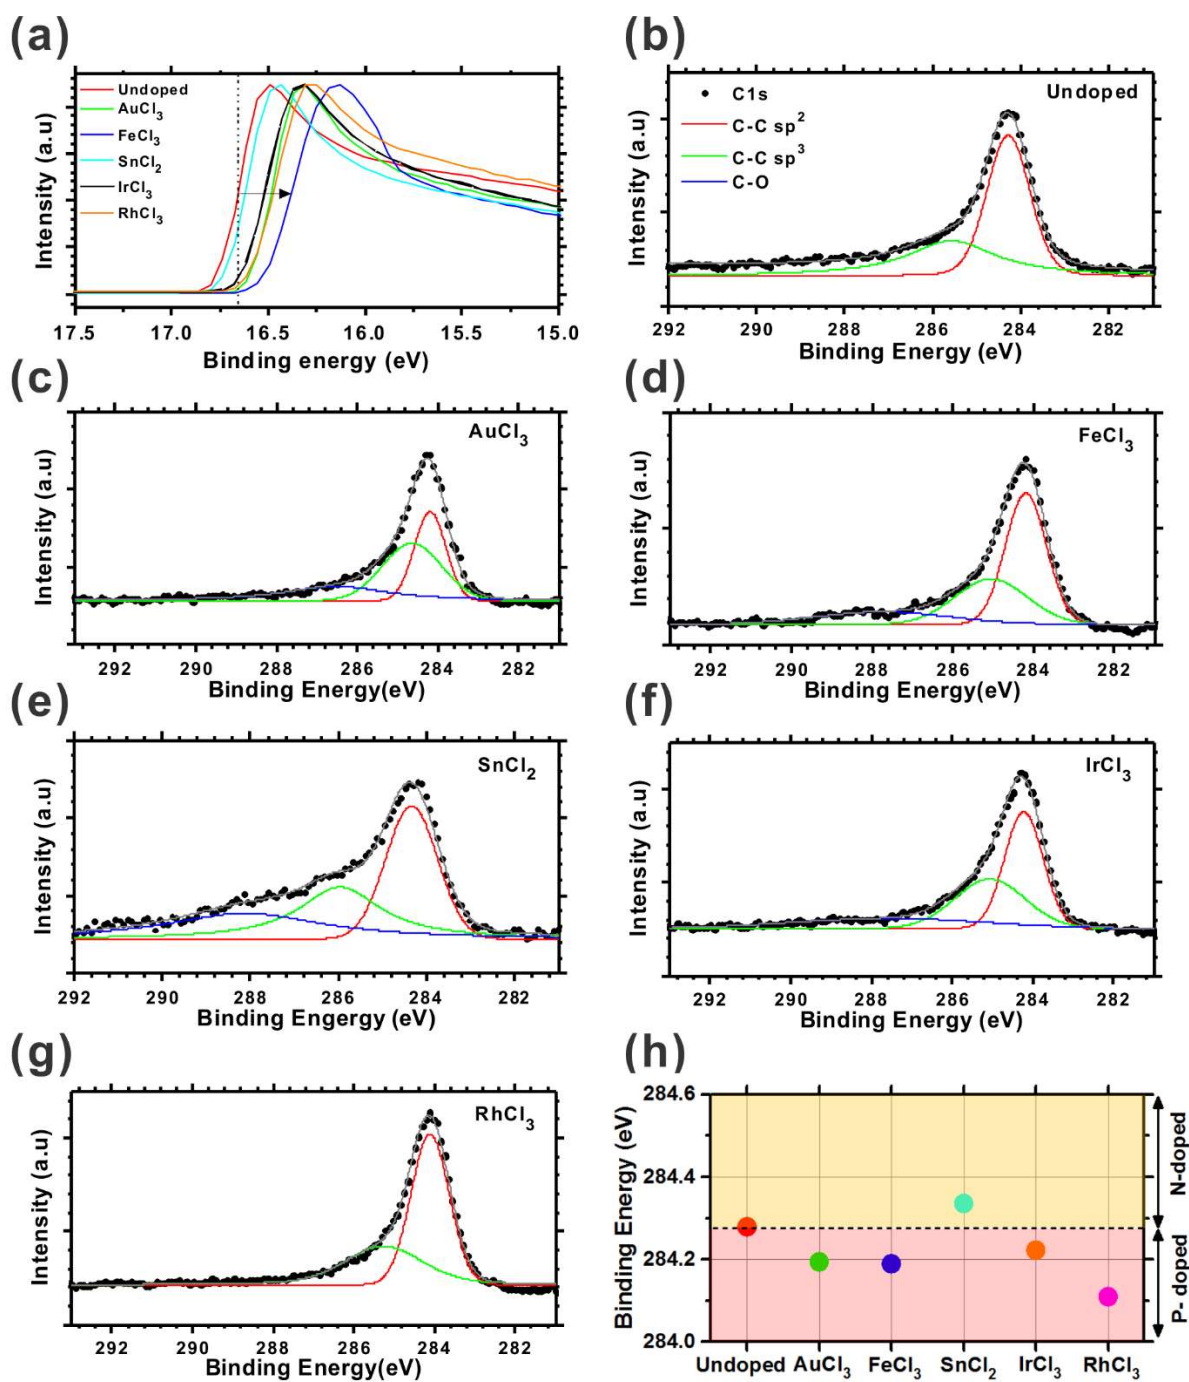 (a)
Intensity (a.u)
Undoped
AuCl3
FeCl3
SnCl2
IrCl3
RhCl3
17.5 17.0 16.5 16.0 15.5 15.0
Binding energy (eV)
(b)
Intensity (a.u)
C1s
C-C sp2
C-C sp3
C-O
Undoped
292 290 288 286 284 282
Binding Energy (eV)
(c)
Intensity (a.u)
AuCl3
292 290 288 286 284 282
Binding Energy(eV)
(d)
Intensity (a.u)
FeCl3
292 290 288 286 284 282
Binding Energy(eV)
(e)
Intensity (a.u)
SnCl2
292 290 288 286 284 282
Binding Engergy (eV)
(f)
Intensity (a.u)
IrCl3
292 290 288 286 284 282
Binding Energy (eV)
(g)
Intensity (a.u)
RhCl3
292 290 288 286 284 282
Binding Energy(eV)
(h)
Binding Energy (eV)
284.6
284.4
284.2
284.0
N-doped
P- doped
Undoped AuCl3 FeCl3 SnCl2 IrCl3 RhCl3